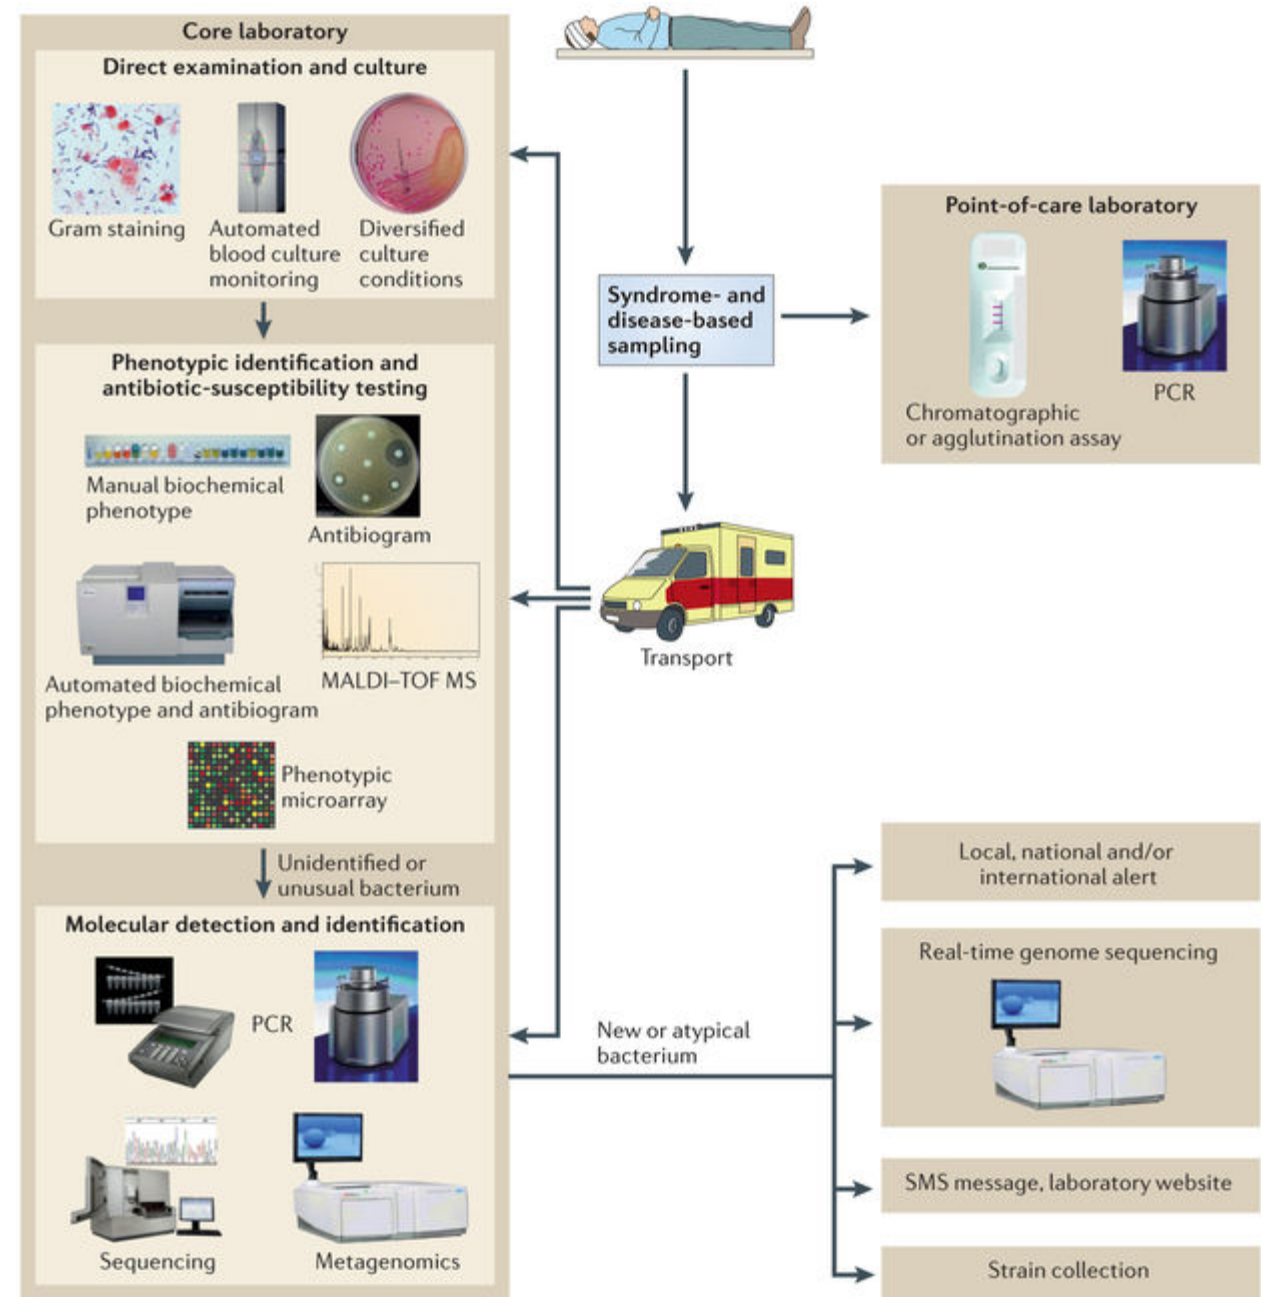 Core laboratory
Direct examination and culture
Gram staining
Automated
blood culture
monitoring
Diversified
culture
conditions
Phenotypic identification and
antibiotic-susceptibility testing
Manual biochemical
phenotype
Antibiogram
Automated biochemical
phenotype and antibiogram
MALDI–TOF MS
Phenotypic
microarray
Unidentified or
unusual bacterium
Molecular detection and identification
PCR
Sequencing
Metagenomics
Syndrome- and
disease-based
sampling
Transport
Point-of-care laboratory
Chromatographic
or agglutination assay
PCR
New or atypical
bacterium
Local, national and/or
international alert
Real-time genome sequencing
SMS message, laboratory website
Strain collection